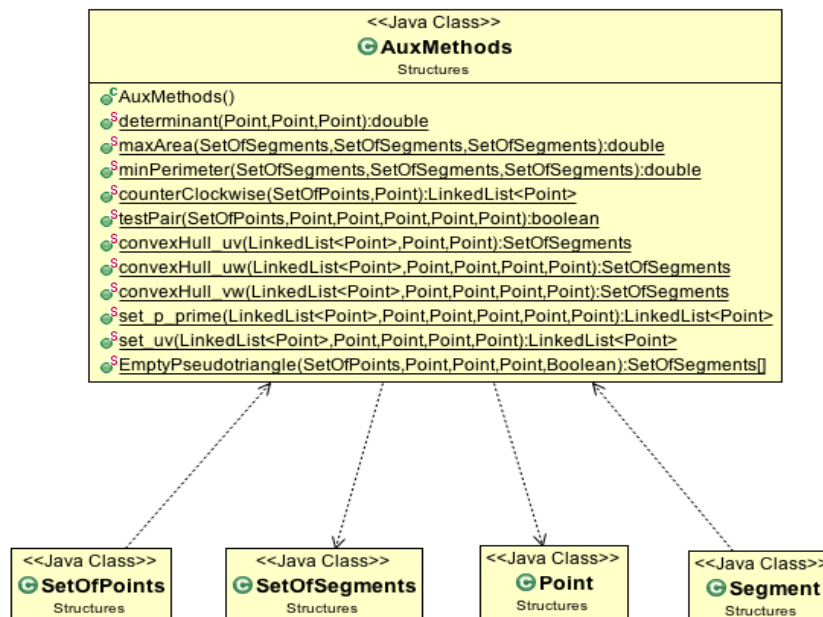 <<Java Class>>
AuxMethods
Structures
AuxMethods()
determinant(Point,Point,Point):double
maxArea(SetOfSegments,SetOfSegments,SetOfSegments):double
minPerimeter(SetOfSegments,SetOfSegments,SetOfSegments):double
counterClockwise(SetOfPoints,Point):LinkedList<Point>
testPair(SetOfPoints,Point,Point,Point,Point,Point):boolean
convexHull_uv(LinkedList<Point>,Point,Point):SetOfSegments
convexHull_uw(LinkedList<Point>,Point,Point,Point,Point):SetOfSegments
convexHull_vw(LinkedList<Point>,Point,Point,Point,Point):SetOfSegments
set_p_prime(LinkedList<Point>,Point,Point,Point,Point,Point):LinkedList<Point>
set_uv(LinkedList<Point>,Point,Point,Point,Point):LinkedList<Point>
EmptyPseudotriangle(SetOfPoints,Point,Point,Point,Boolean):SetOfSegments[]
<<Java Class>>
SetOfPoints
Structures
<<Java Class>>
SetOfSegments
Structures
<<Java Class>>
Point
Structures
<<Java Class>>
Segment
Structures